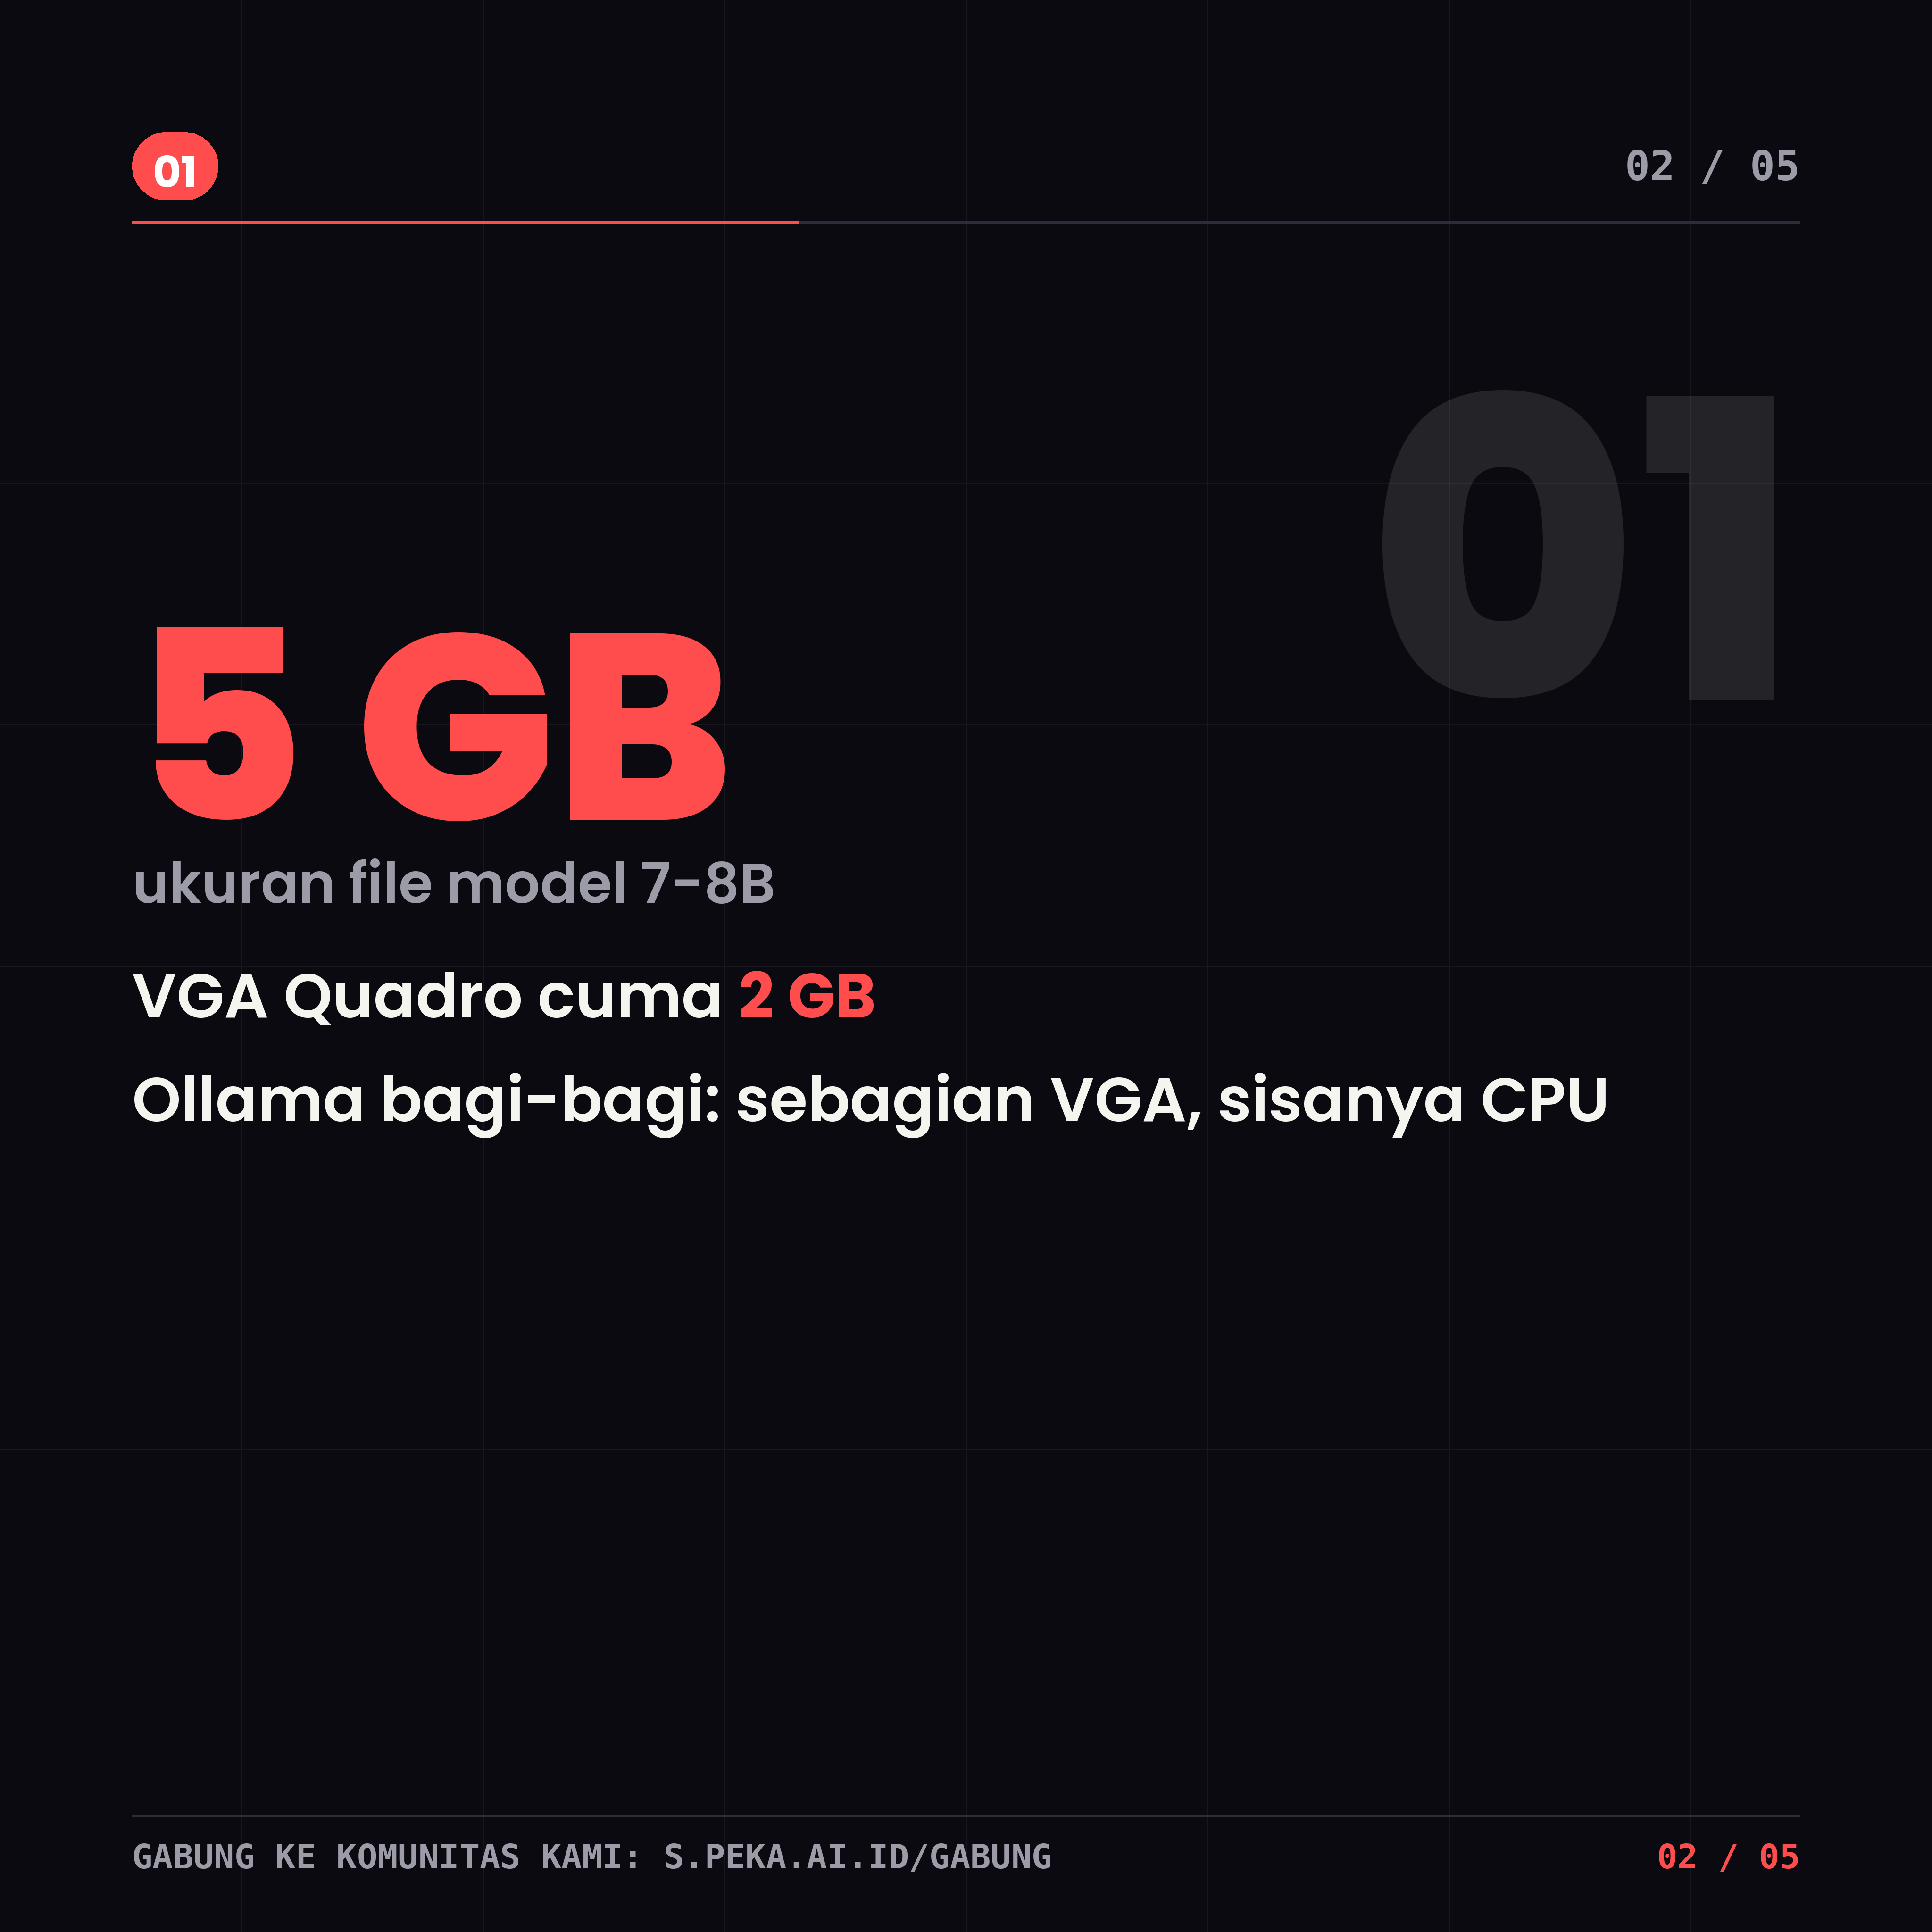 01
02 / 05
01
5 GB
ukuran file model 7–8B
VGA Quadro cuma 2 GB
Ollama bagi-bagi: sebagian VGA, sisanya CPU
GABUNG KE KOMUNITAS KAMI: S.PEKA.AI.ID/GABUNG
02 / 05